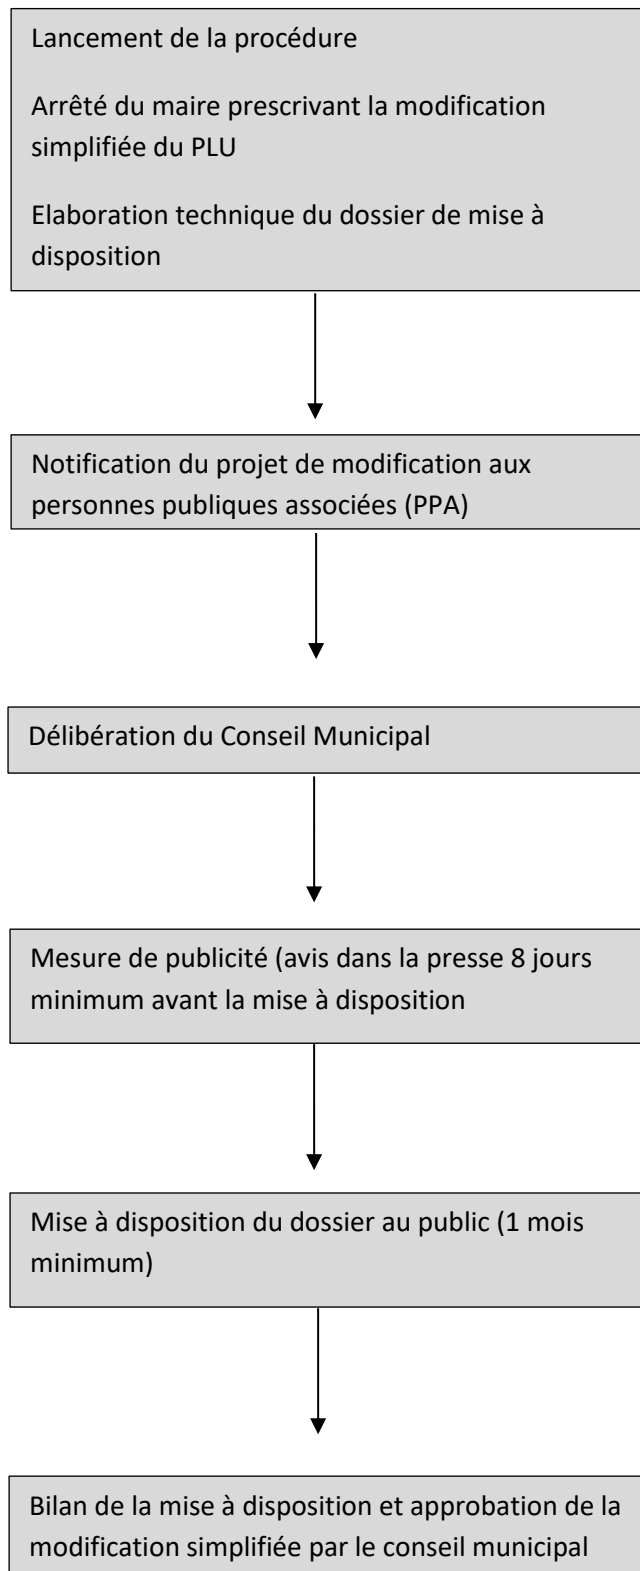 Lancement de la procédure
Arrêté du maire prescrivant la modification
simplifiée du PLU
Elaboration technique du dossier de mise à
disposition
Notification du projet de modification aux
personnes publiques associées (PPA)
Délibération du Conseil Municipal
Mesure de publicité (avis dans la presse 8 jours
minimum avant la mise à disposition
Mise à disposition du dossier au public (1 mois
minimum)
Bilan de la mise à disposition et approbation de la
modification simplifiée par le conseil municipal